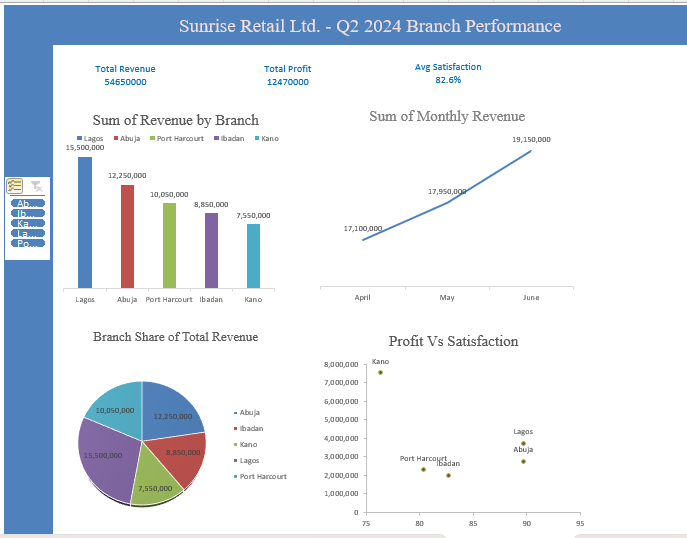 Sunrise Retail Ltd. - Q2 2024 Branch Performance
Total Revenue
54650000
Total Profit
12470000
Avg Satisfaction
82.6%
Ab...
Ib...
Ka...
La...
Po...
Sum of Revenue by Branch
Lagos Abuja Port Harcourt Ibadan Kano
15,500,000
12,250,000
10,050,000
8,850,000
7,550,000
Lagos Abuja Port Harcourt Ibadan Kano
Sum of Monthly Revenue
19,150,000
17,950,000
17,100,000
April May June
Branch Share of Total Revenue
10,050,000
12,250,000
15,500,000
8,850,000
7,550,000
Abuja
Ibadan
Kano
Lagos
Port Harcourt
Profit Vs Satisfaction
8,000,000
7,000,000
6,000,000
5,000,000
4,000,000
3,000,000
2,000,000
1,000,000
0
Kano
Lagos
Abuja
Port Harcourt
Ibadan
75 80 85 90 95